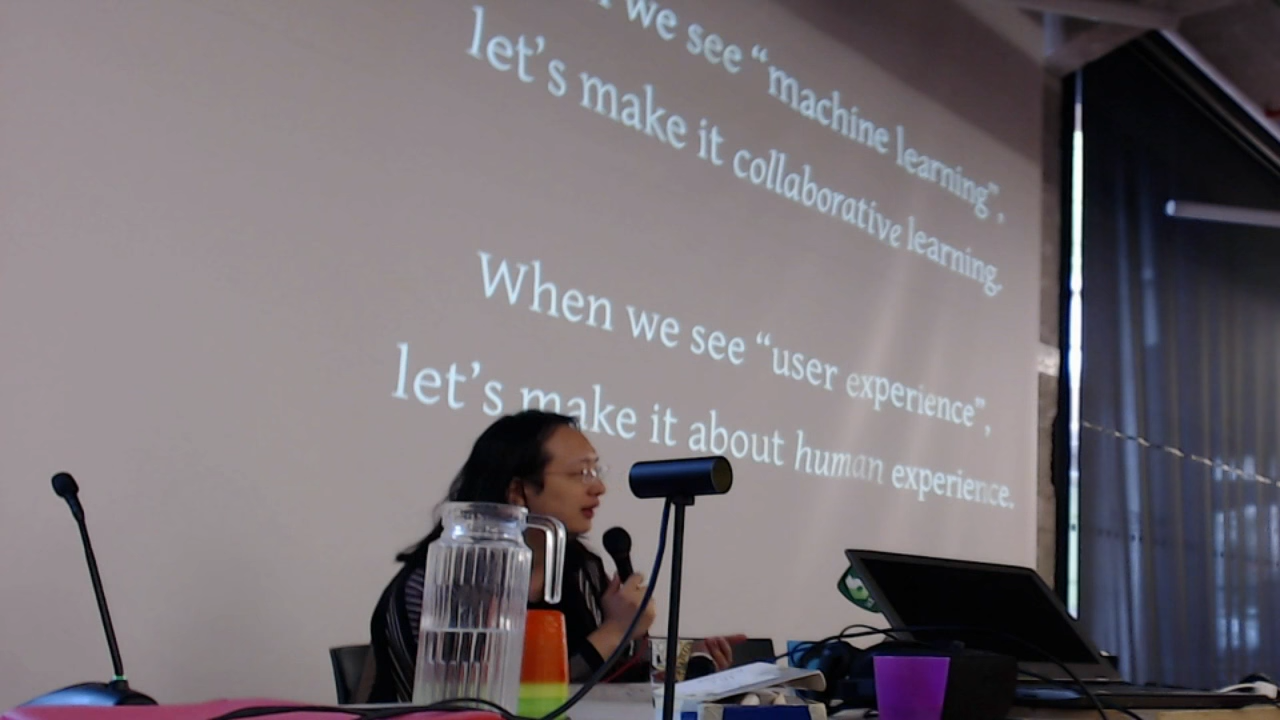 we see “machine learning”,
let’s make it collaborative learning.
When we see “user experience”,
let’s make it about human experience.